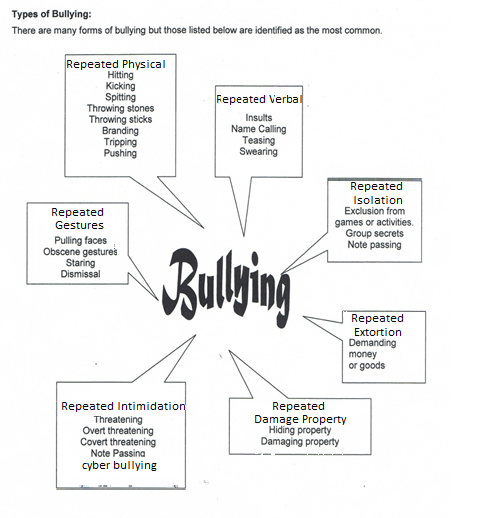 Types of Bullying:
There are many forms of bullying but those listed below are identified as the most common.
Repeated Physical
Hitting
Kicking
Spitting
Throwing stones
Throwing sticks
Branding
Tripping
Pushing
Repeated Verbal
Insults
Name Calling
Teasing
Swearing
Repeated
Isolation
Exclusion from
games or activities.
Group secrets
Note passing
Repeated
Gestures
Pulling faces
Obscene gestures
Staring
Dismissal
Bullying
Repeated
Extortion
Demanding
money
or goods
Repeated Intimidation
Threatening
Overt threatening
Covert threatening
Note Passing
cyber bullying
Repeated
Damage Property
Hiding property
Damaging property